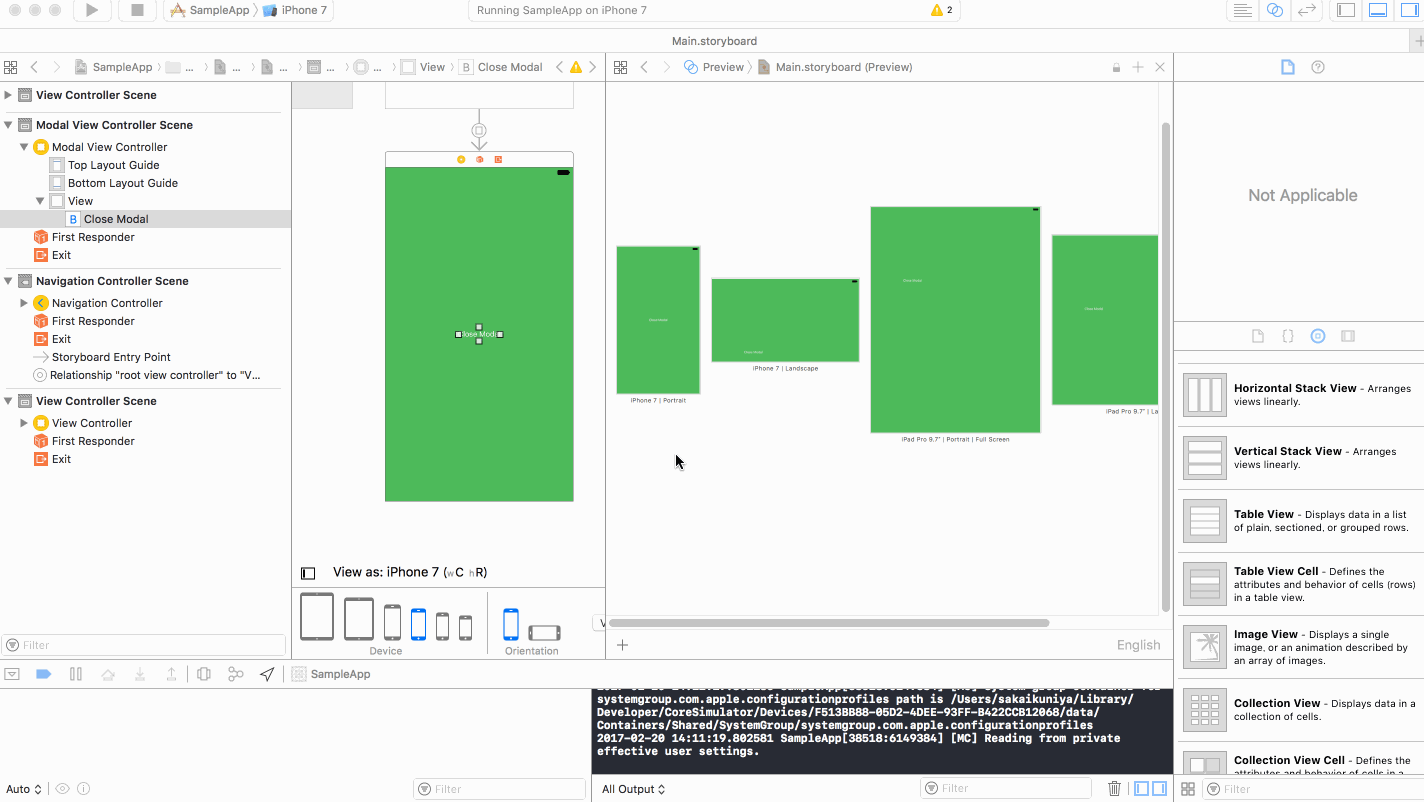 SampleApp
iPhone 7
Running SampleApp on iPhone 7
2
Main.storyboard
SampleApp
...
...
...
...
...
View
B Close Modal
Preview
Main.storyboard (Preview)
View Controller Scene
Modal View Controller Scene
Modal View Controller
Top Layout Guide
Bottom Layout Guide
View
B Close Modal
First Responder
Exit
Navigation Controller Scene
Navigation Controller
First Responder
Exit
Storyboard Entry Point
Relationship "root view controller" to "V...
View Controller Scene
View Controller
First Responder
Exit
Filter
Close Modal
View as: iPhone 7 (wC hR)
Device
Orientation
Close Modal
iPhone 7 | Portrait
Close Modal
iPhone 7 | Landscape
Close Modal
iPad Pro 9.7" | Portrait | Full Screen
Close Modal
iPad Pro 9.7" | La
English
Not Applicable
Horizontal Stack View - Arranges
views linearly.
Vertical Stack View - Arranges
views linearly.
Table View - Displays data in a list
of plain, sectioned, or grouped rows.
Table View Cell - Defines the
attributes and behavior of cells (rows)
in a table view.
Image View - Displays a single
image, or an animation described by
an array of images.
Collection View - Displays data in a
collection of cells.
Collection View Cell - Defines the
attributes and behavior of cells in a
Filter
SampleApp
systemgroup.com.apple.configurationprofiles path is /Users/sakaikuniya/Library/
Developer/CoreSimulator/Devices/F513BB88-05D2-4DEE-93FF-B422CCB12068/data/
Containers/Shared/SystemGroup/systemgroup.com.apple.configurationprofiles
2017-02-20 14:11:19.802581 SampleApp[38518:6149384] [MC] Reading from private
effective user settings.
Auto
Filter
All Output
Filter